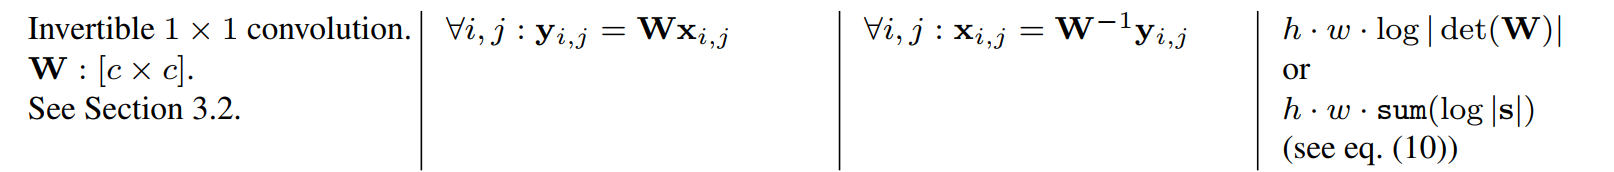 Invertible 1 × 1 convolution.
W : [c × c].
See Section 3.2.
∀i, j : y_{i,j} = Wx_{i,j}
∀i, j : x_{i,j} = W^{−1}y_{i,j}
h · w · log | det(W)|
or
h · w · sum(log |s|)
(see eq. (10))